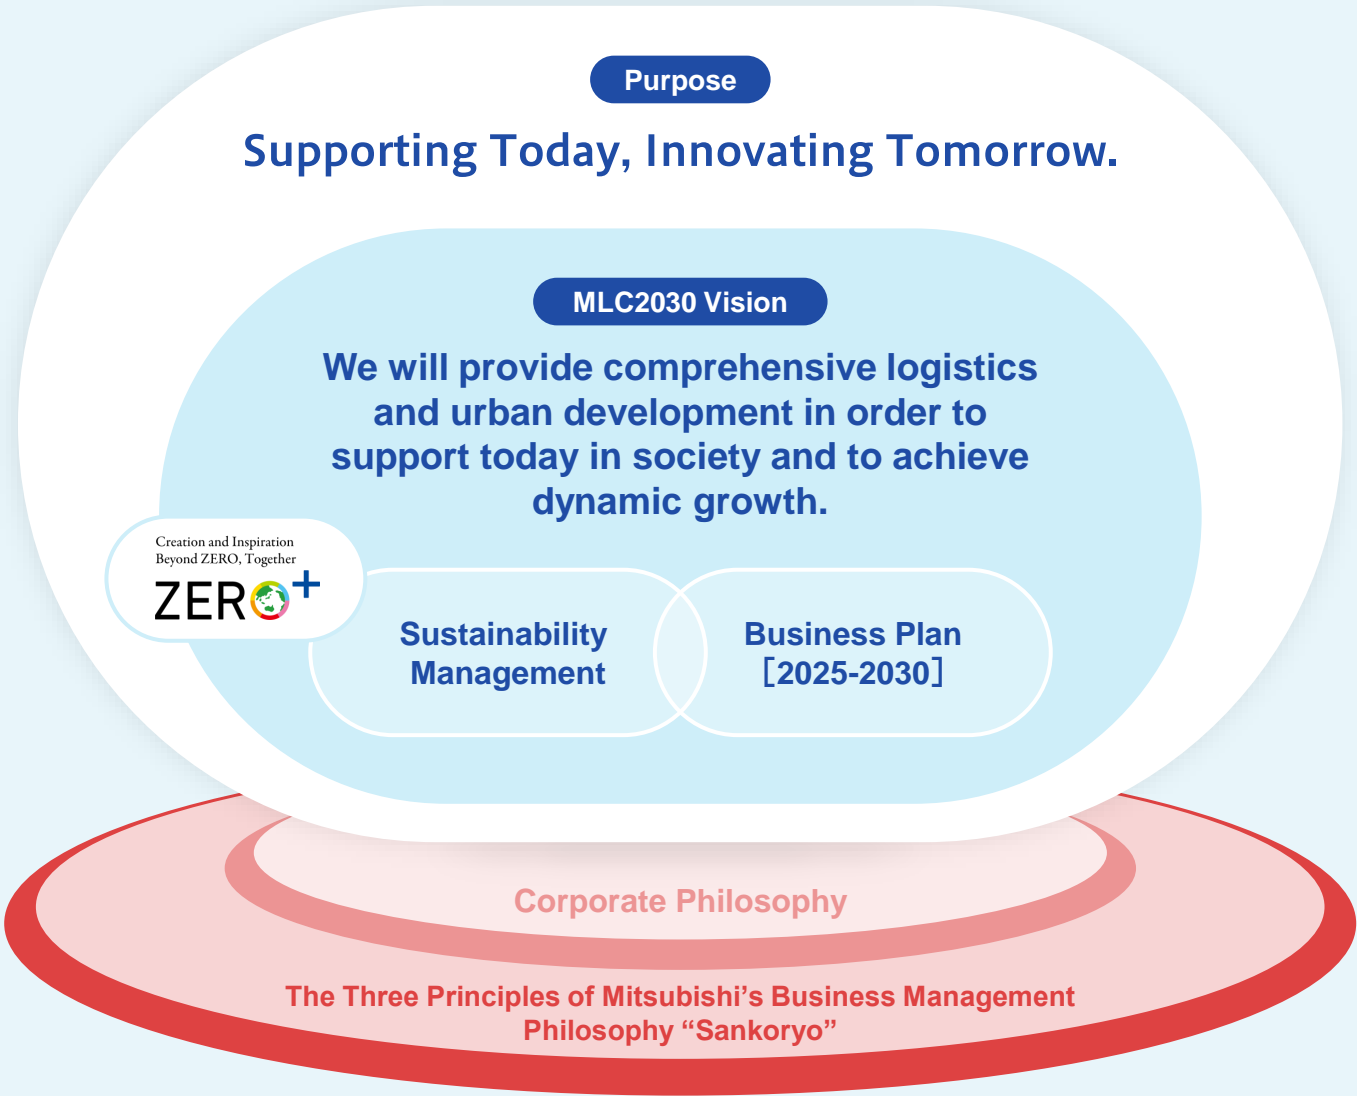 Purpose
Supporting Today, Innovating Tomorrow.
MLC2030 Vision
We will provide comprehensive logistics
and urban development in order to
support today in society and to achieve
dynamic growth.
Creation and Inspiration
Beyond ZERO, Together
ZERO+
Sustainability
Management
Business Plan
［2025-2030］
Corporate Philosophy
The Three Principles of Mitsubishi’s Business Management
Philosophy “Sankoryo”